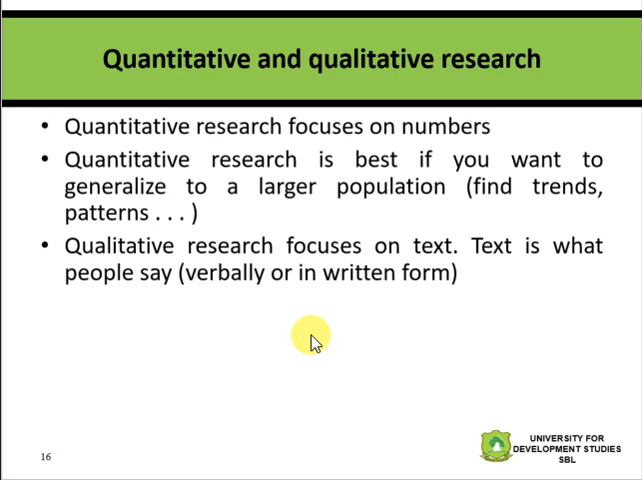 Quantitative and qualitative research
• Quantitative research focuses on numbers
• Quantitative research is best if you want to
generalize to a larger population (find trends,
patterns . . . )
• Qualitative research focuses on text. Text is what
people say (verbally or in written form)
16
UNIVERSITY FOR
DEVELOPMENT STUDIES
SBL